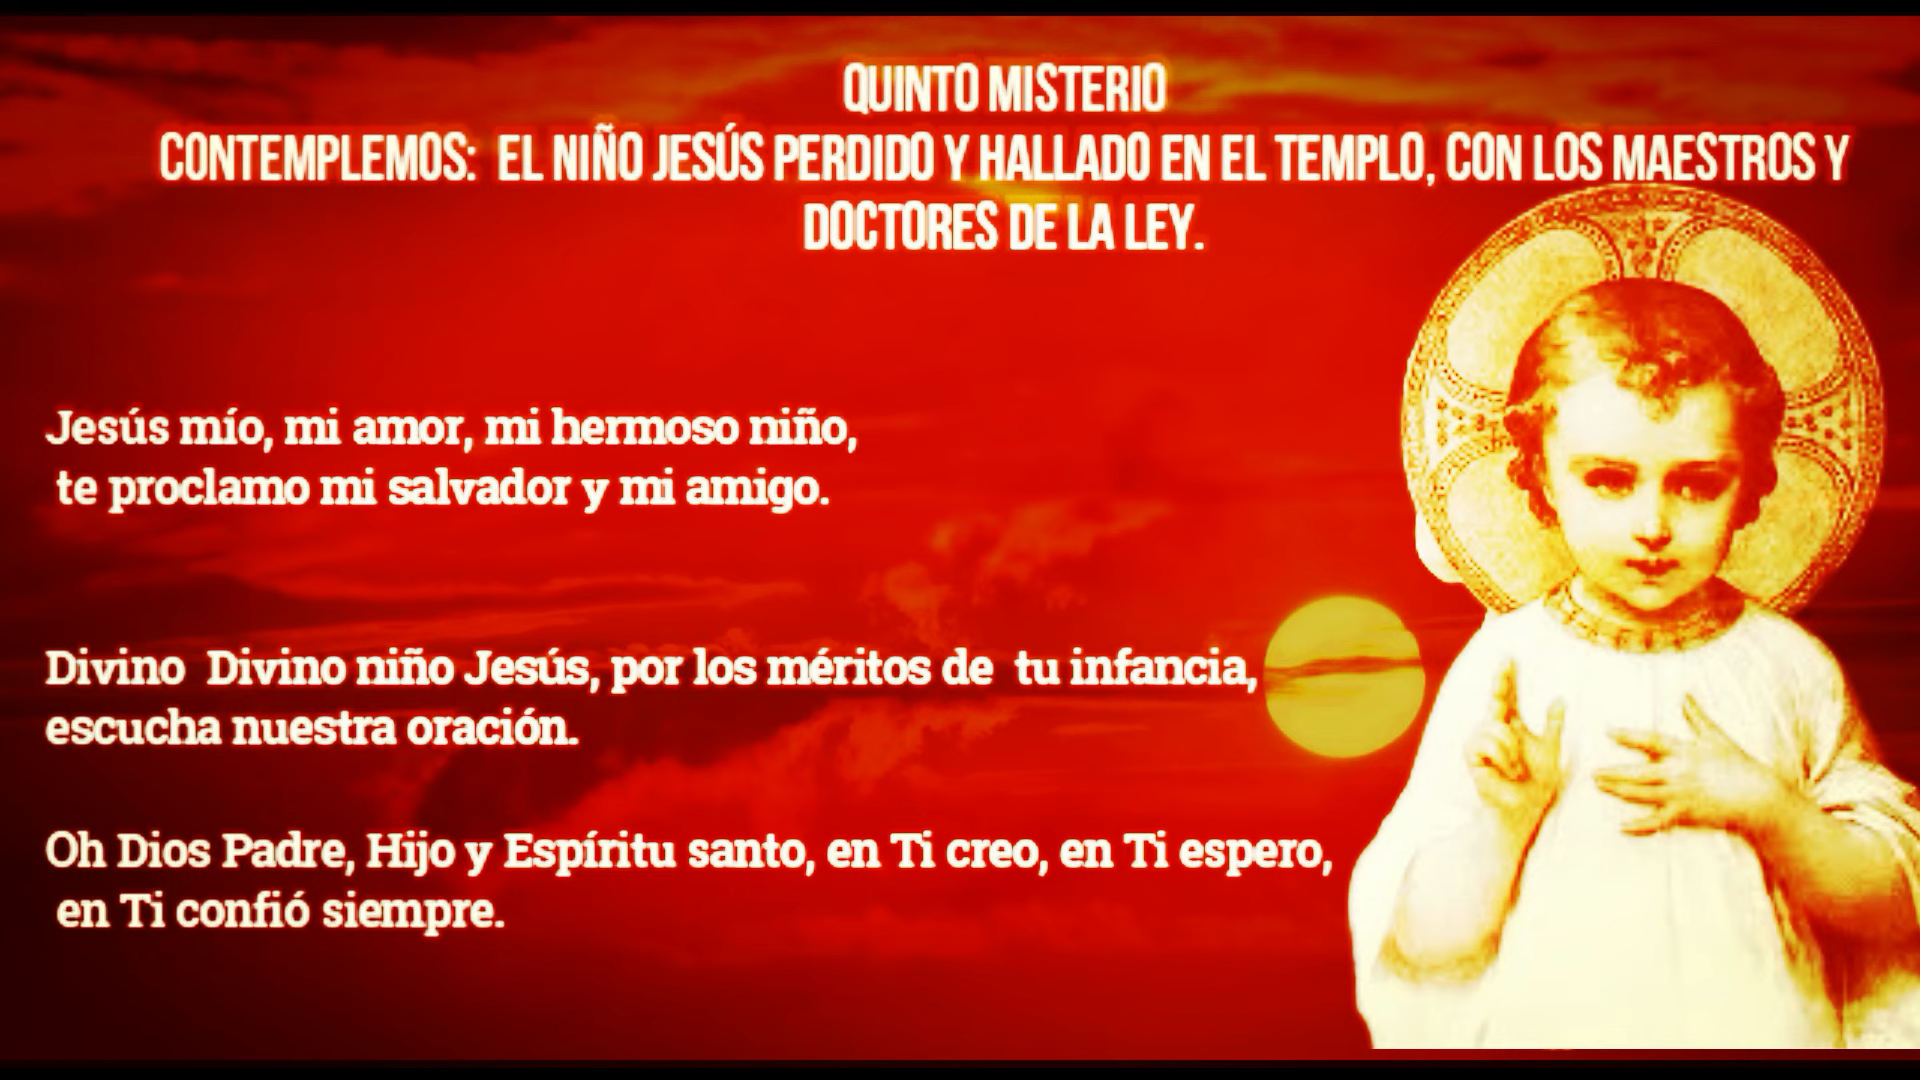 QUINTO MISTERIO
CONTEMPLEMOS: EL NIÑO JESÚS PERDIDO Y HALLADO EN EL TEMPLO, CON LOS MAESTROS Y
DOCTORES DE LA LEY.
Jesús mío, mi amor, mi hermoso niño,
te proclamo mi salvador y mi amigo.
Divino Divino niño Jesús, por los méritos de tu infancia,
escucha nuestra oración.
Oh Dios Padre, Hijo y Espíritu santo, en Ti creo, en Ti espero,
en Ti confió siempre.